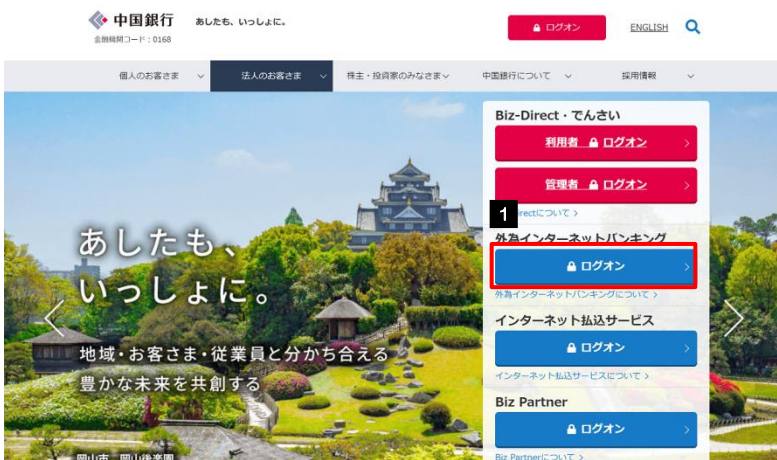 中国銀行 あしたも、いっしょに。
金融機関コード：0168
ログオン ENGLISH
個人のお客さま 法人のお客さま 株主・投資家のみなさま 中国銀行について 採用情報
Biz-Direct・でんさい
利用者 ログオン
管理者 ログオン
1
irectについて
外為インターネットバンキング
ログオン
外為インターネットバンキングについて
インターネット払込サービス
ログオン
インターネット払込サービスについて
Biz Partner
ログオン
Biz Partnerについて
あしたも、
いっしょに。
地域・お客さま・従業員と分かち合える
豊かな未来を共創する
岡山市 岡山後楽園